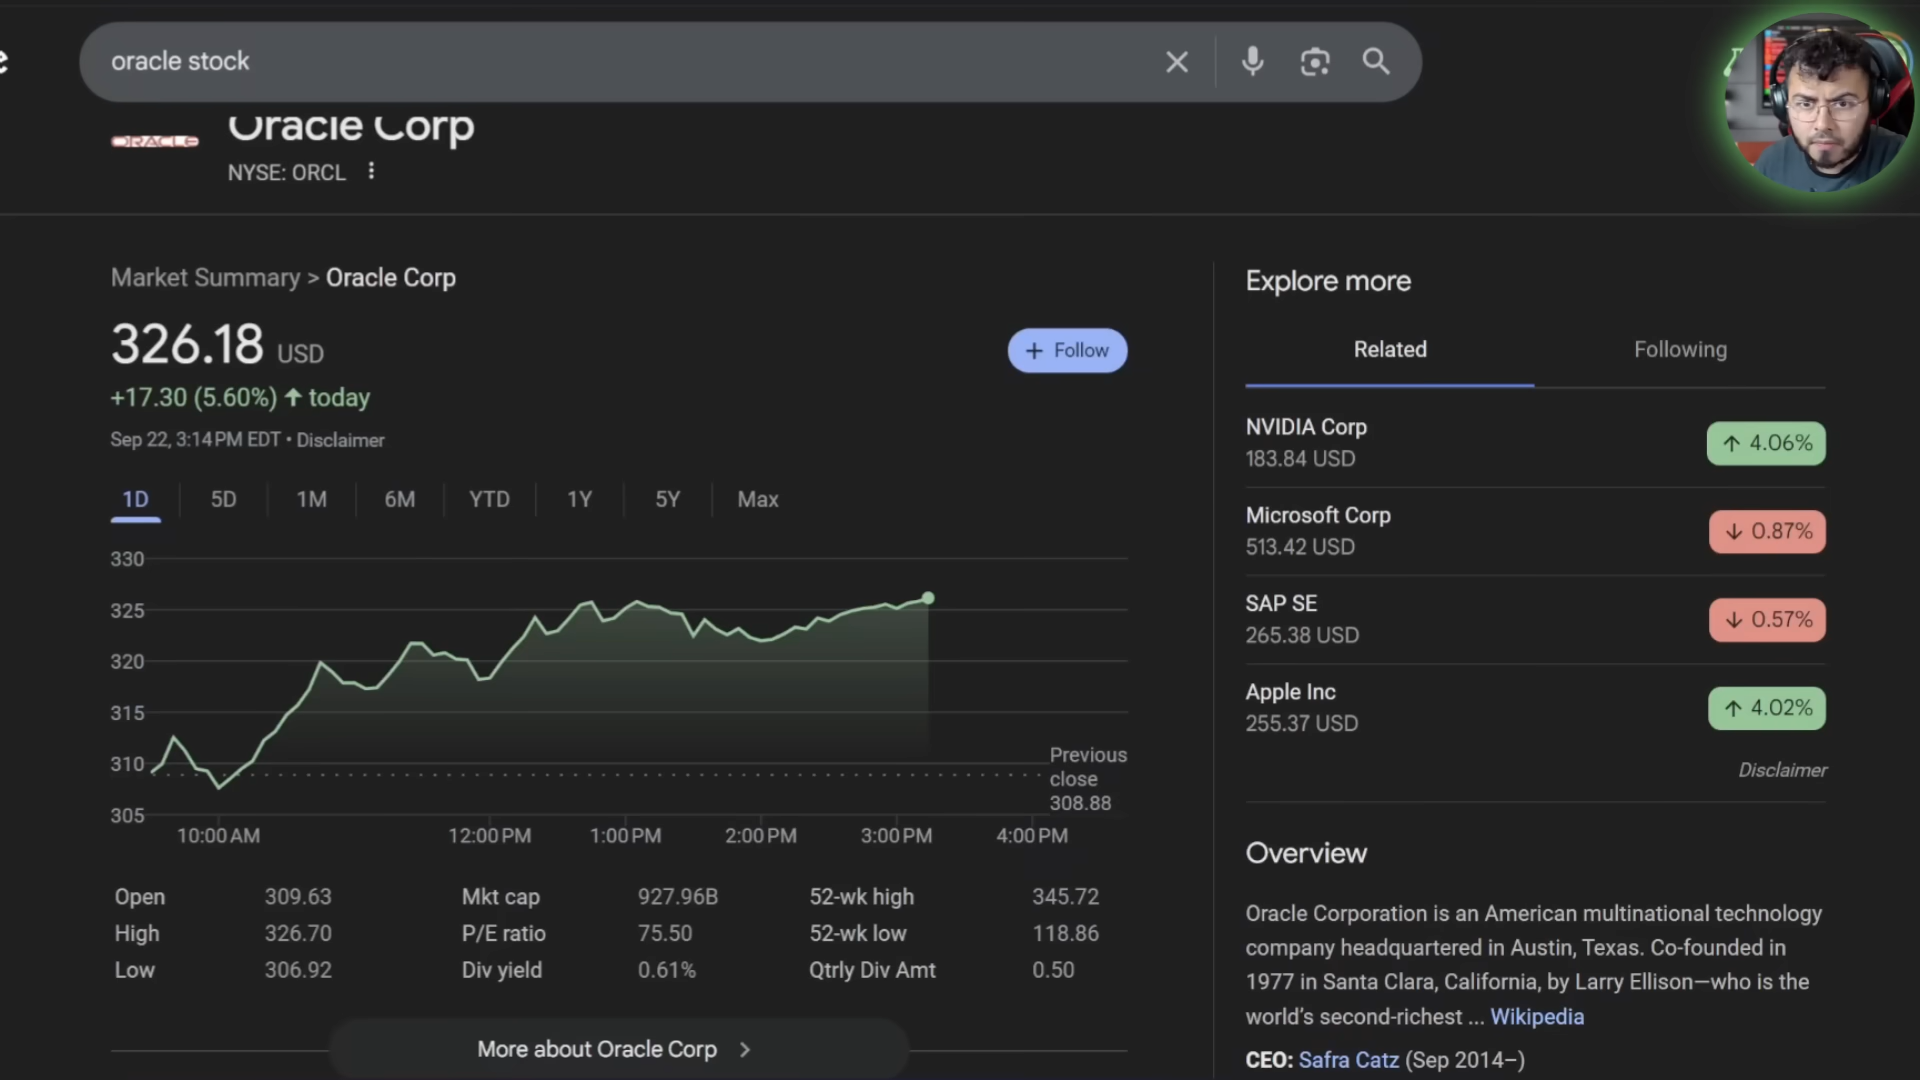 oracle stock
ORACLE
Oracle Corp
NYSE: ORCL
Market Summary > Oracle Corp
326.18 USD
+ Follow
+17.30 (5.60%) ↑ today
Sep 22, 3:14 PM EDT • Disclaimer
1D 5D 1M 6M YTD 1Y 5Y Max
330
325
320
315
310
305
Previous
close
308.88
10:00 AM 12:00 PM 1:00 PM 2:00 PM 3:00 PM 4:00 PM
Open 309.63 Mkt cap 927.96B 52-wk high 345.72
High 326.70 P/E ratio 75.50 52-wk low 118.86
Low 306.92 Div yield 0.61% Qtrly Div Amt 0.50
More about Oracle Corp >
Explore more
Related Following
NVIDIA Corp
183.84 USD
↑ 4.06%
Microsoft Corp
513.42 USD
↓ 0.87%
SAP SE
265.38 USD
↓ 0.57%
Apple Inc
255.37 USD
↑ 4.02%
Disclaimer
Overview
Oracle Corporation is an American multinational technology
company headquartered in Austin, Texas. Co-founded in
1977 in Santa Clara, California, by Larry Ellison—who is the
world's second-richest ... Wikipedia
CEO: Safra Catz (Sep 2014–)